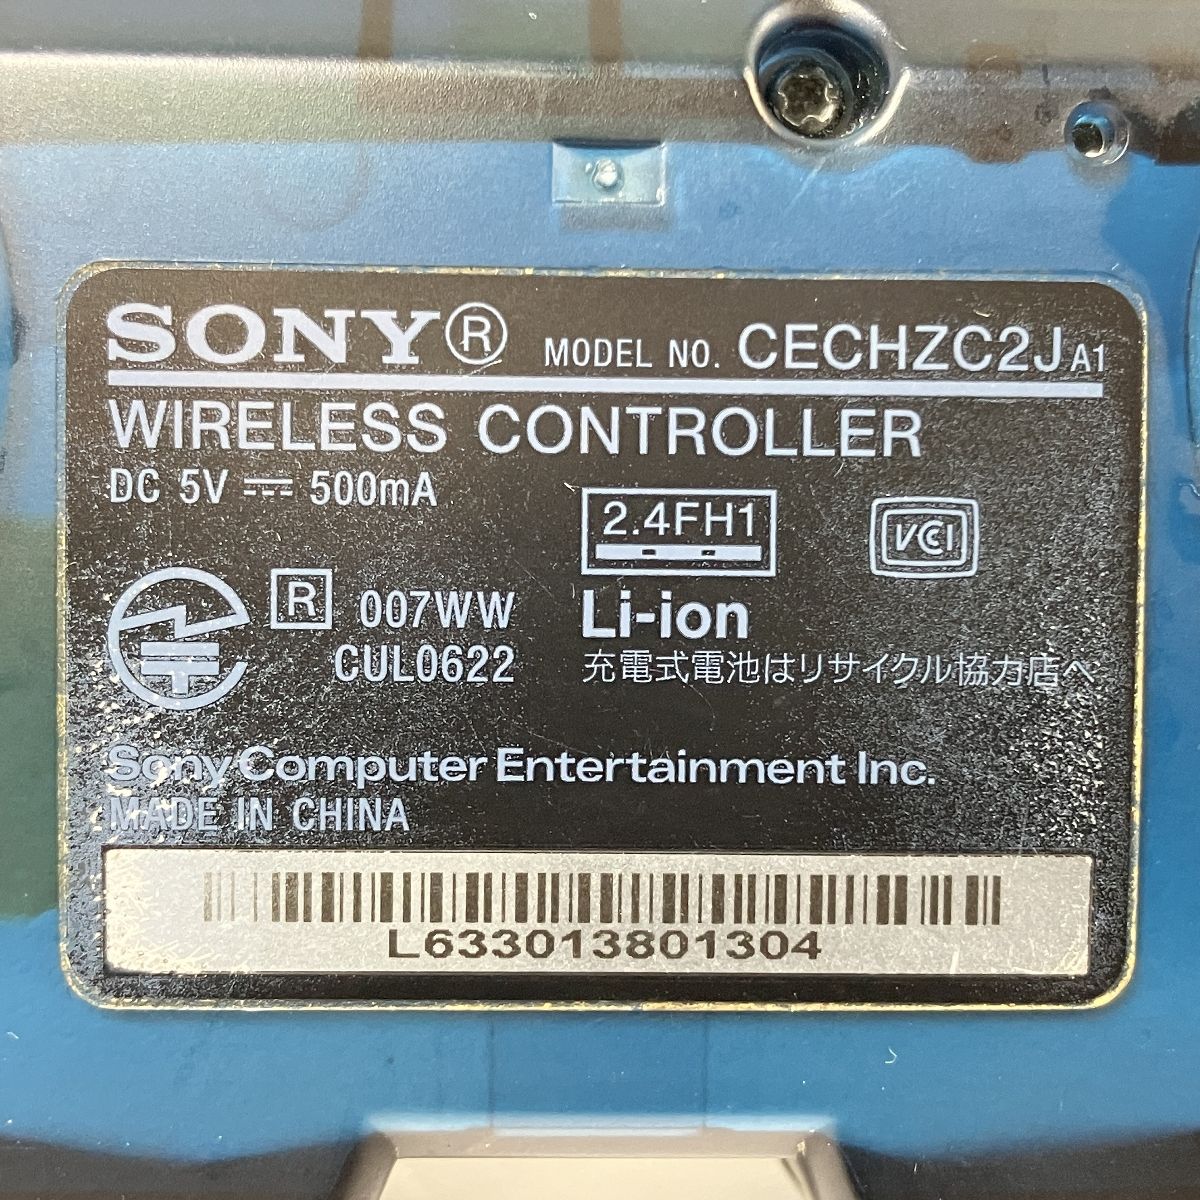 SONY® MODEL NO. CECHZC2J A1
WIRELESS CONTROLLER
DC 5V ⎓ 500mA
2.4FH1
VCCI
R 007WW
CUL0622
Li-ion
充電式電池はリサイクル協力店へ
Sony Computer Entertainment Inc.
MADE IN CHINA
L633013801304